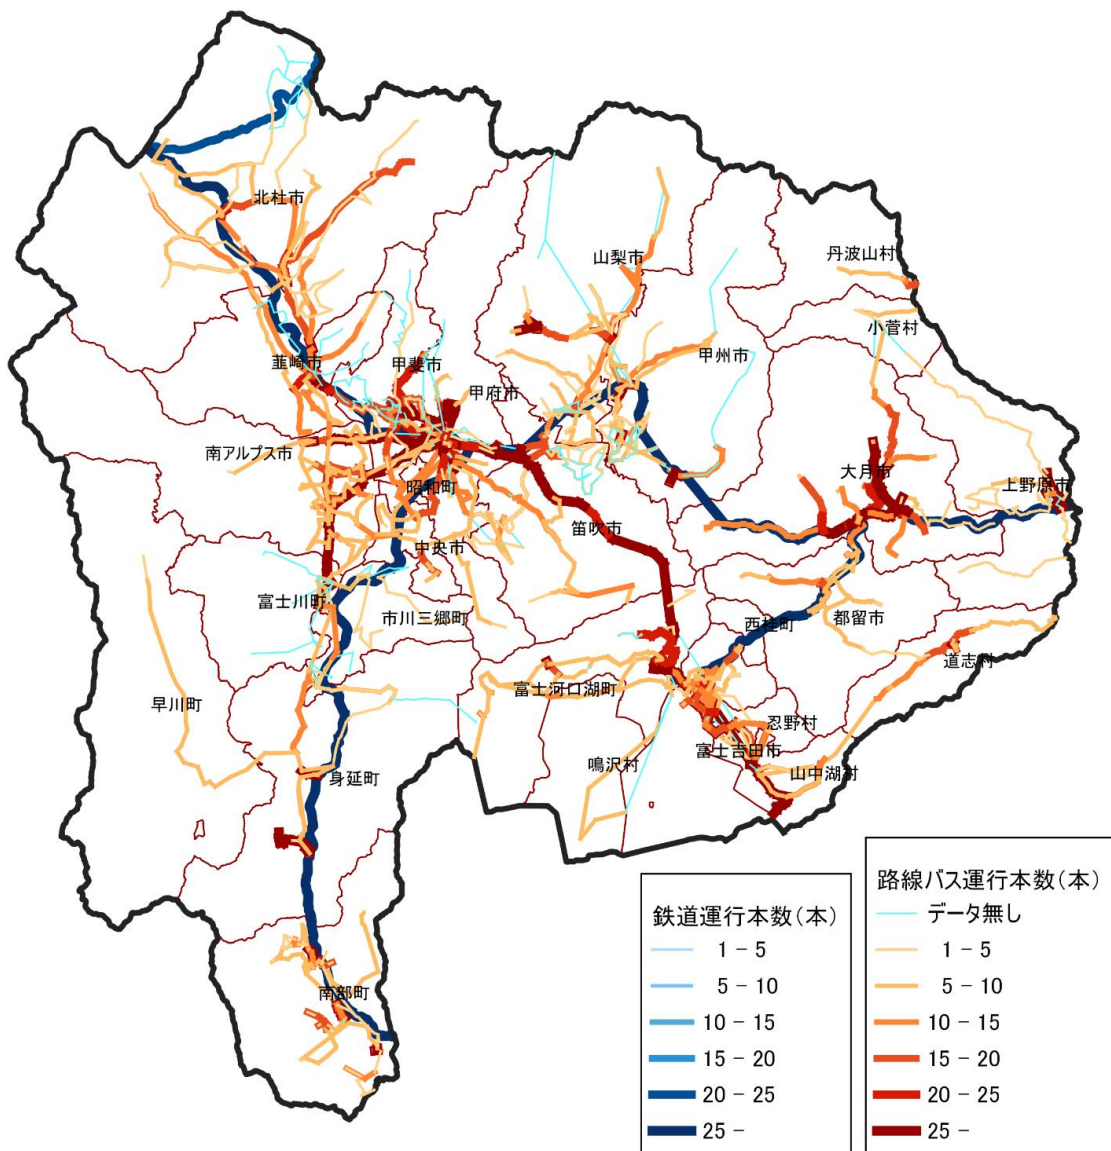 北杜市
山梨市
丹波山村
小菅村
甲州市
韮崎市
甲斐市
甲府市
南アルプス市
大月市
昭和町
上野原市
笛吹市
中央市
富士川町
市川三郷町
西桂町
都留市
道志村
早川町
富士河口湖町
忍野村
富士吉田市
鳴沢村
山中湖村
身延町
南部町
鉄道運行本数(本)
1 - 5
5 - 10
10 - 15
15 - 20
20 - 25
25 -
路線バス運行本数(本)
データ無し
1 - 5
5 - 10
10 - 15
15 - 20
20 - 25
25 -